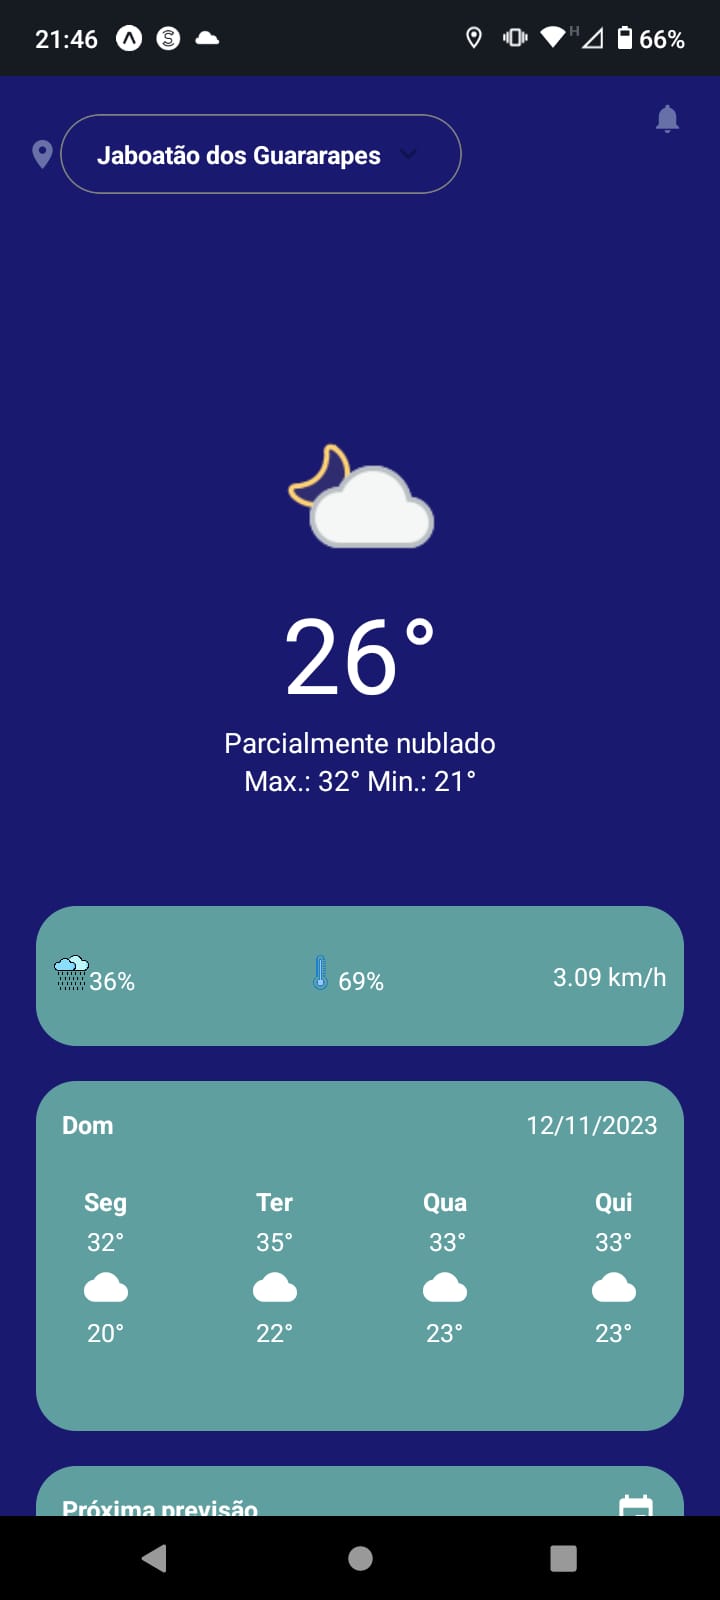 21:46
H
66%
Jaboatão dos Guararapes
26°
Parcialmente nublado
Max.: 32° Min.: 21°
36% 69% 3.09 km/h
Dom 12/11/2023
Seg Ter Qua Qui
32° 35° 33° 33°
20° 22° 23° 23°
Próxima previsão